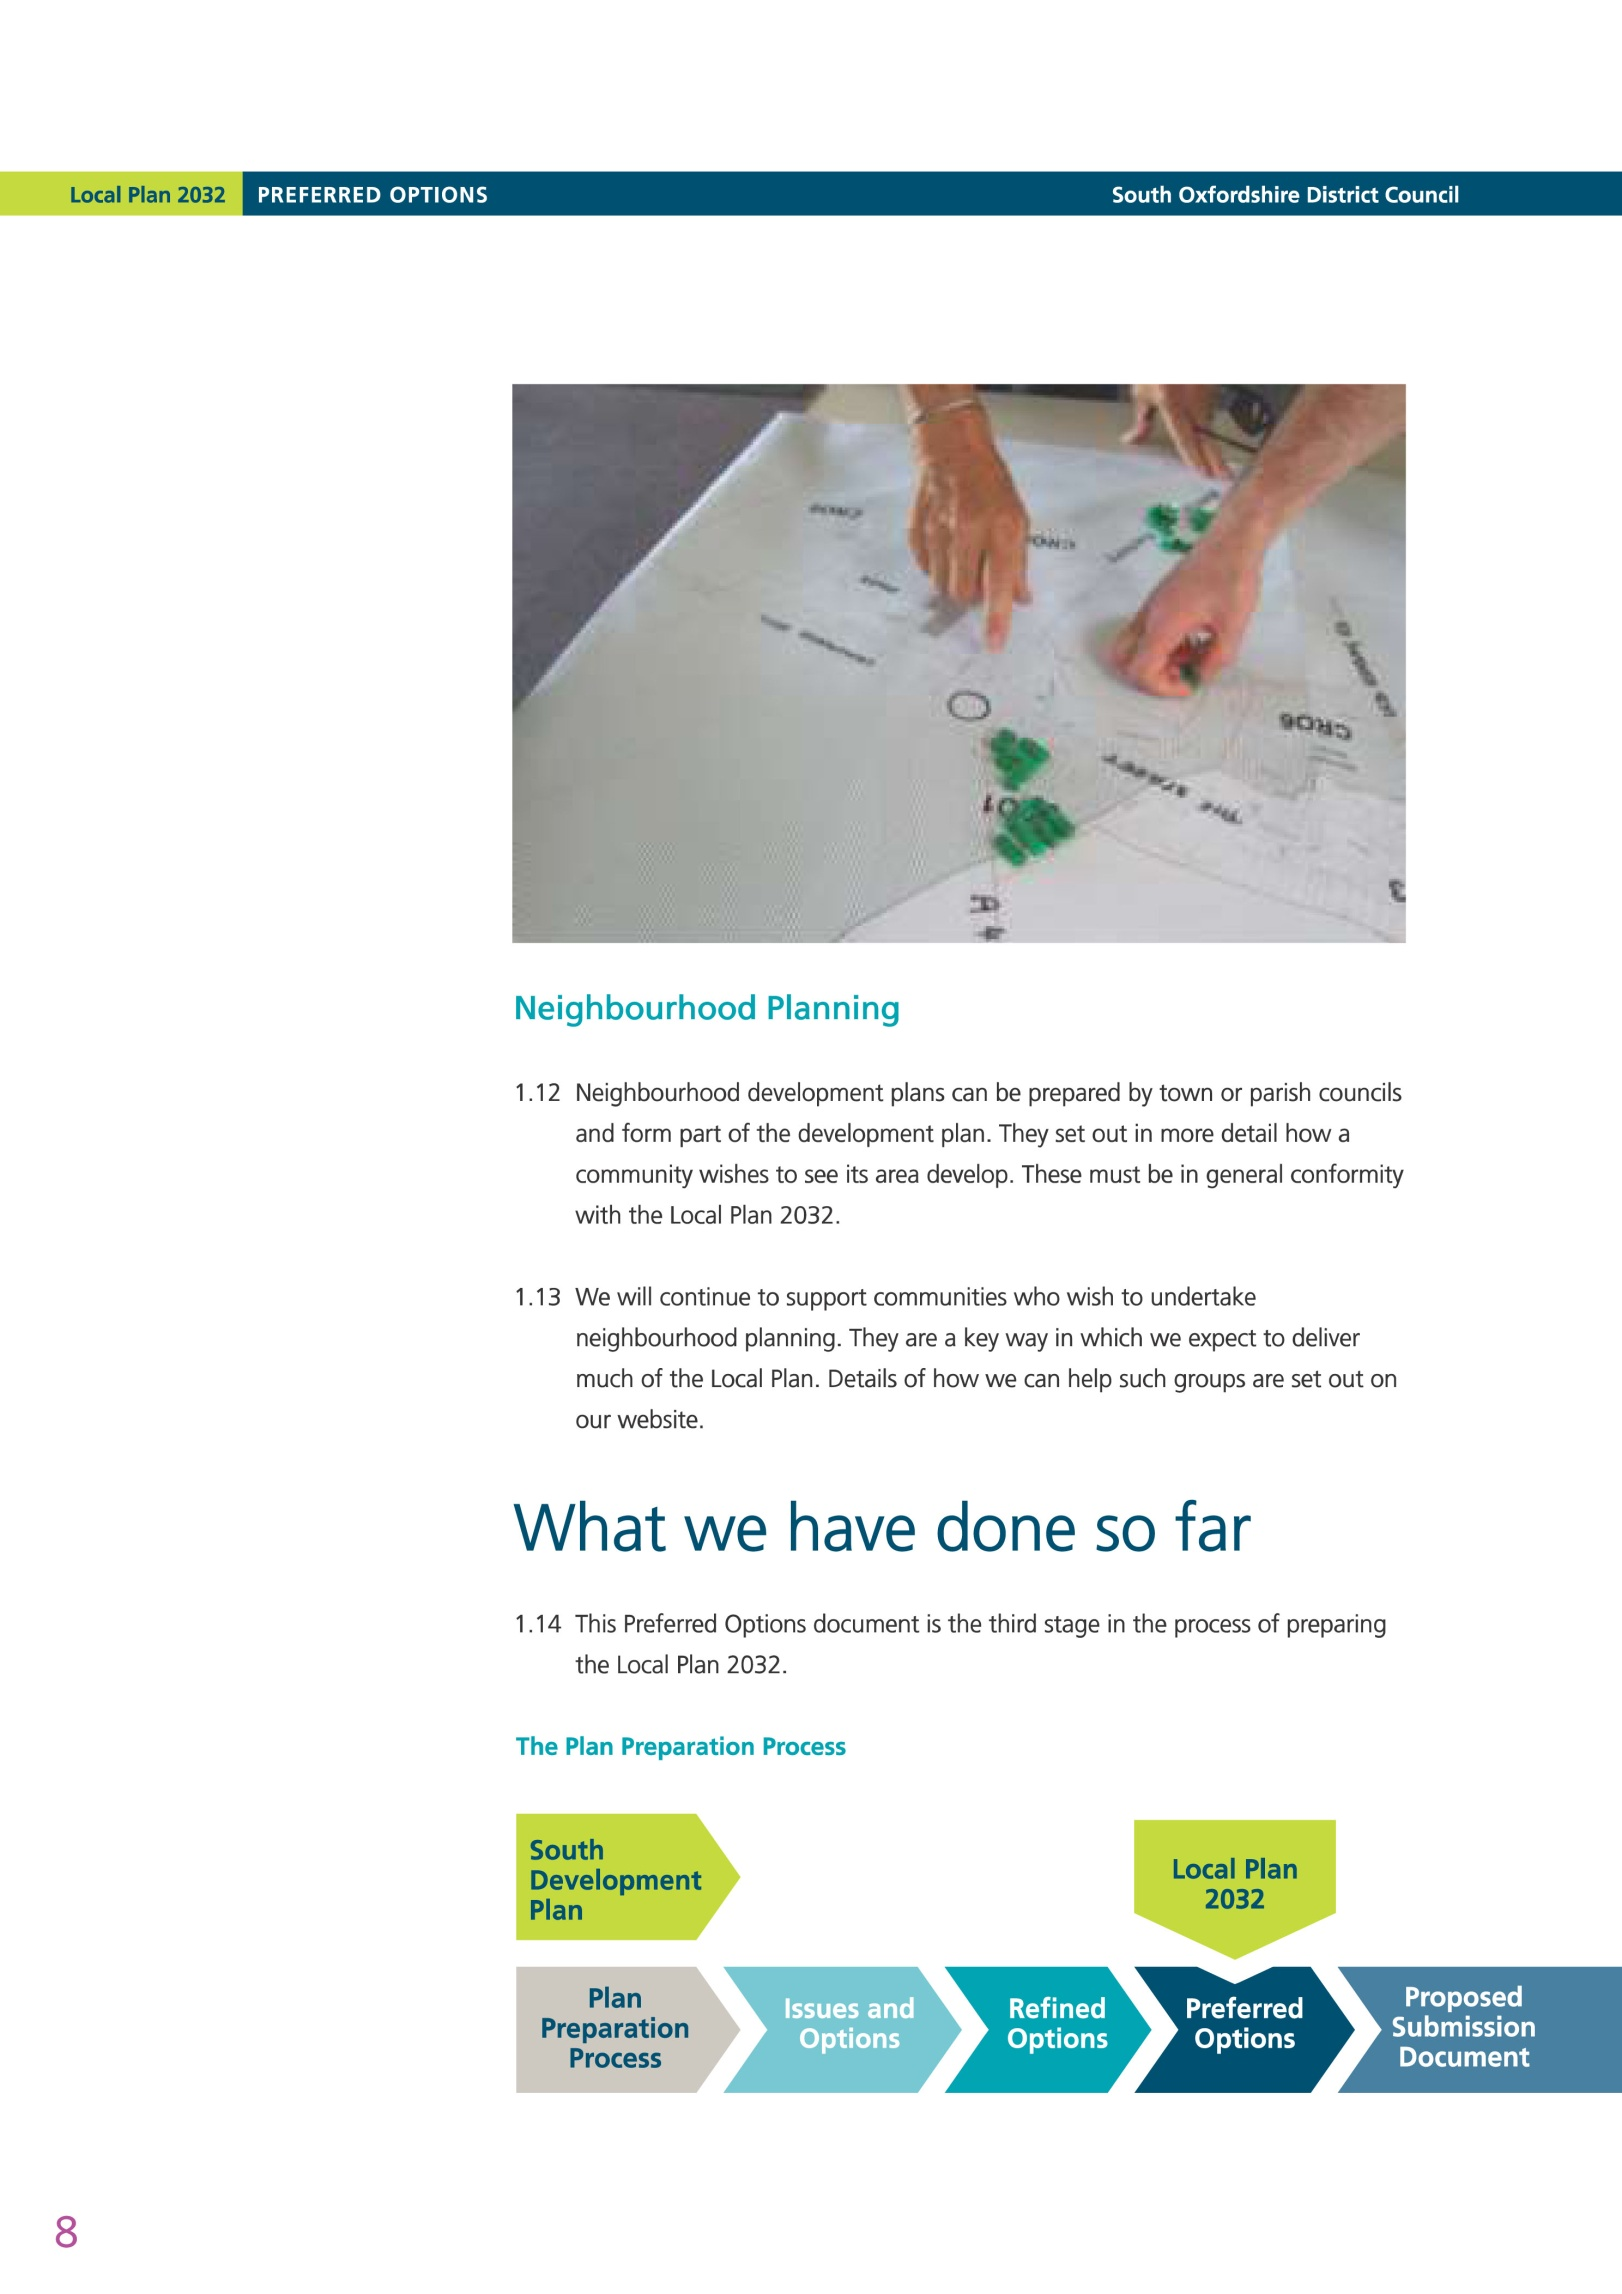 Local Plan 2032 PREFERRED OPTIONS South Oxfordshire District Council
CRO6
Neighbourhood Planning
1.12 Neighbourhood development plans can be prepared by town or parish councils
and form part of the development plan. They set out in more detail how a
community wishes to see its area develop. These must be in general conformity
with the Local Plan 2032.
1.13 We will continue to support communities who wish to undertake
neighbourhood planning. They are a key way in which we expect to deliver
much of the Local Plan. Details of how we can help such groups are set out on
our website.
What we have done so far
1.14 This Preferred Options document is the third stage in the process of preparing
the Local Plan 2032.
The Plan Preparation Process
South
Development
Plan
Local Plan
2032
Plan
Preparation
Process
Issues and
Options
Refined
Options
Preferred
Options
Proposed
Submission
Document
8